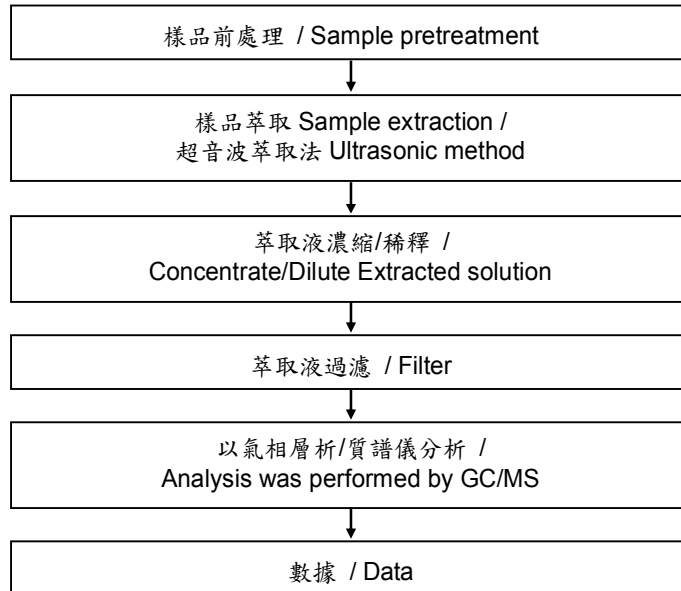 樣品前處理 / Sample pretreatment
樣品萃取 Sample extraction /
超音波萃取法 Ultrasonic method
萃取液濃縮/稀釋 /
Concentrate/Dilute Extracted solution
萃取液過濾 / Filter
以氣相層析/質譜儀分析 /
Analysis was performed by GC/MS
數據 / Data